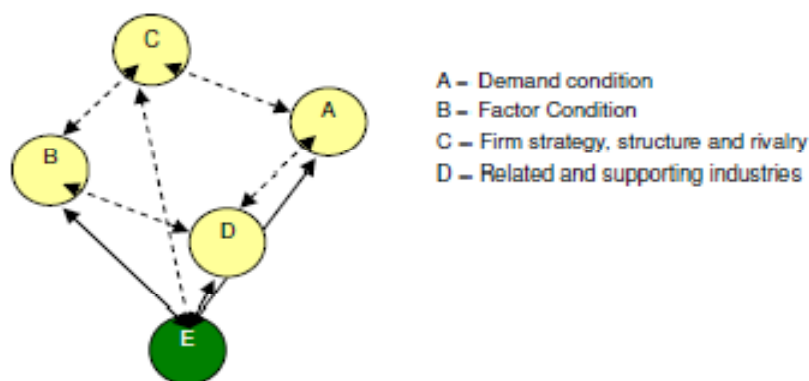 C
A
B
D
E
A – Demand condition
B – Factor Condition
C – Firm strategy, structure and rivalry
D – Related and supporting industries